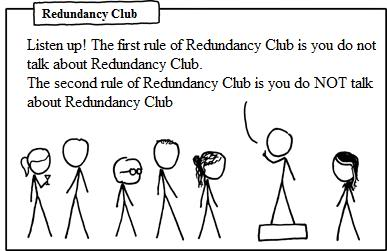 Redundancy Club
Listen up! The first rule of Redundancy Club is you do not
talk about Redundancy Club.
The second rule of Redundancy Club is you do NOT talk
about Redundancy Club